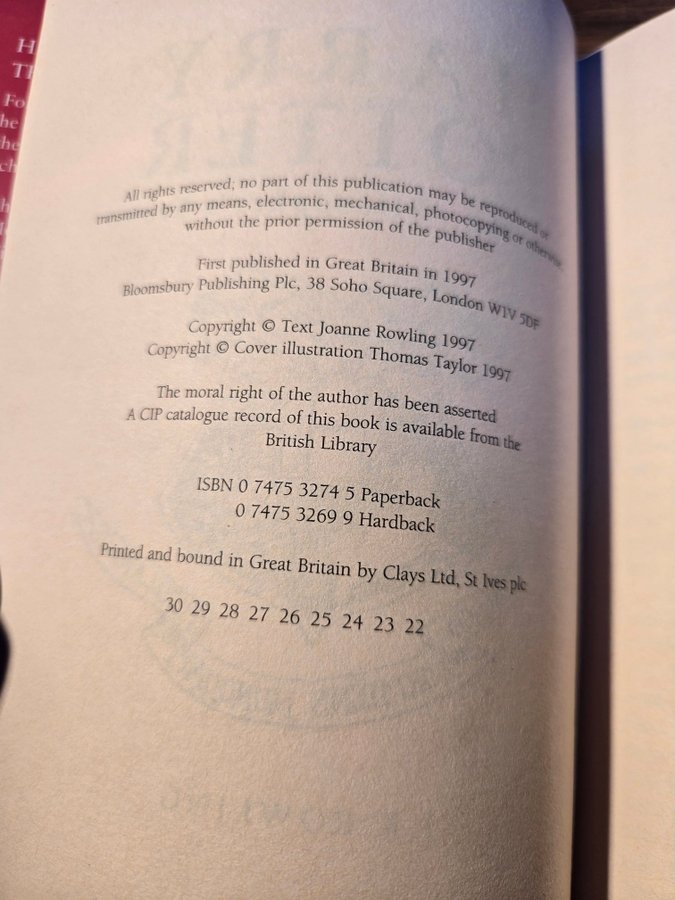 All rights reserved; no part of this publication may be reproduced or
transmitted by any means, electronic, mechanical, photocopying or otherwise
without the prior permission of the publisher
First published in Great Britain in 1997
Bloomsbury Publishing Plc, 38 Soho Square, London W1V 5DF
Copyright © Text Joanne Rowling 1997
Copyright © Cover illustration Thomas Taylor 1997
The moral right of the author has been asserted
A CIP catalogue record of this book is available from the
British Library
ISBN 0 7475 3274 5 Paperback
0 7475 3269 9 Hardback
Printed and bound in Great Britain by Clays Ltd, St Ives plc
30 29 28 27 26 25 24 23 22